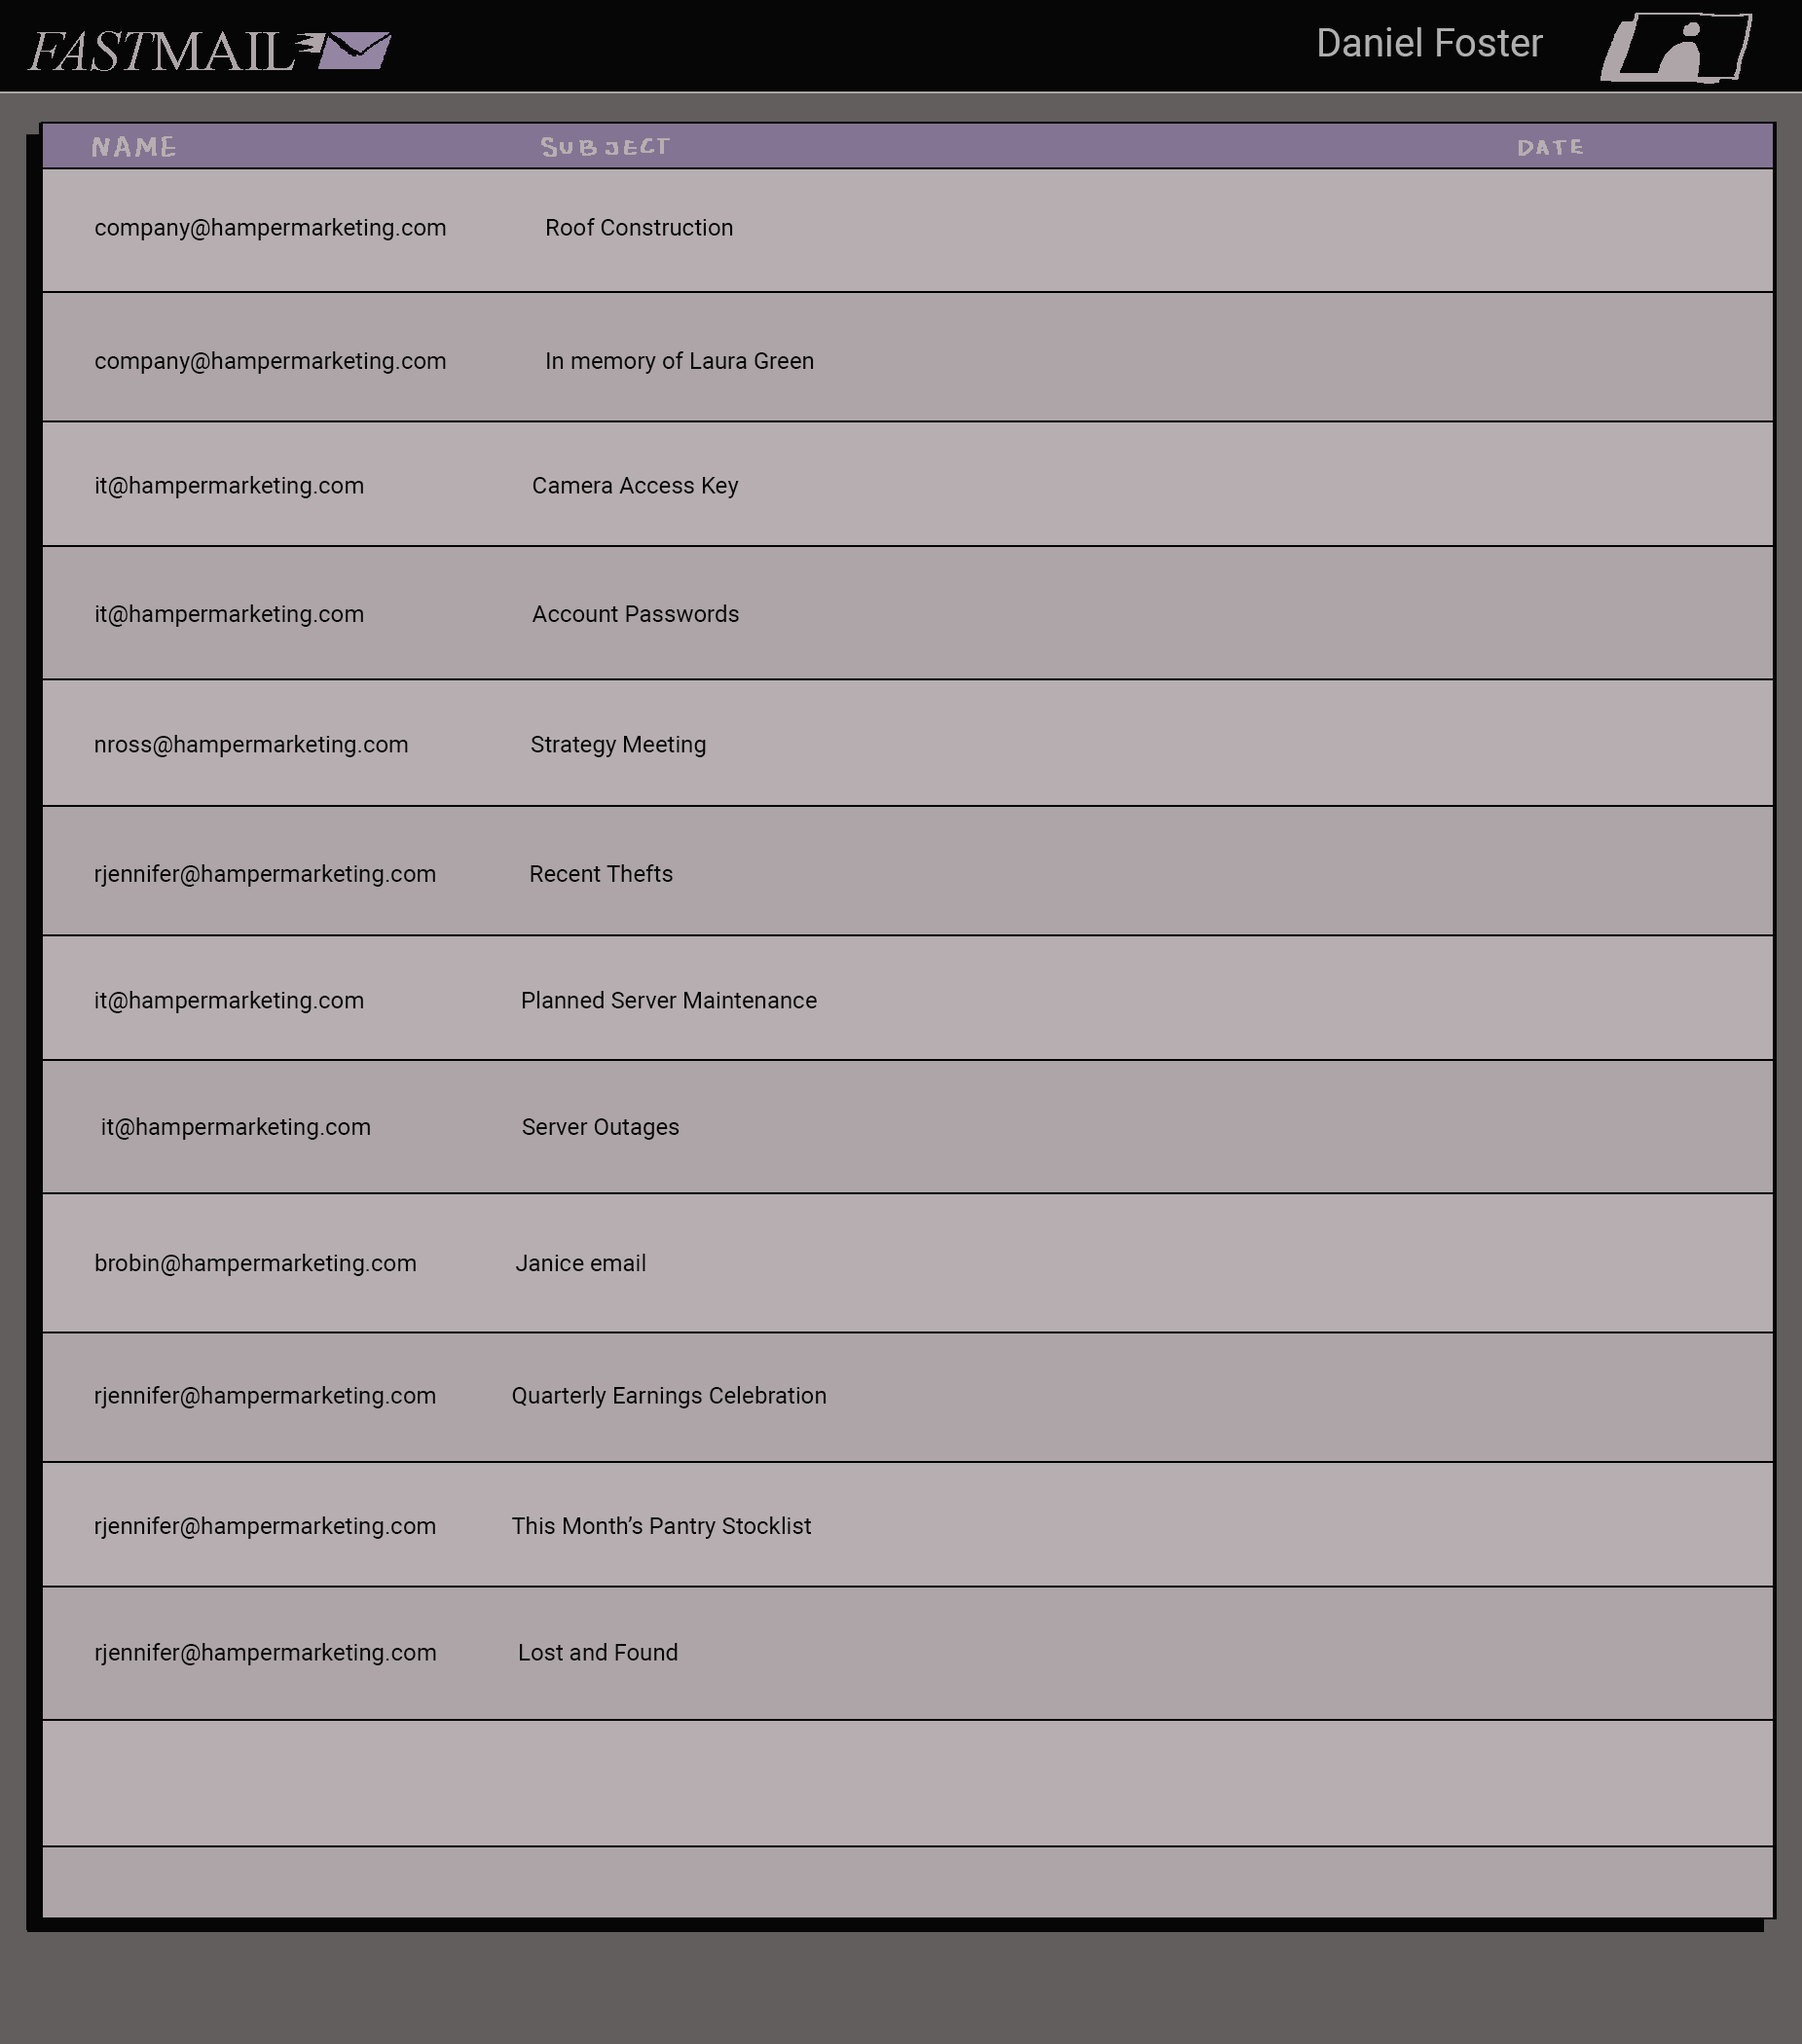 FASTMAIL
Daniel Foster
NAME SUBJECT DATE
company@hampermarketing.com Roof Construction
company@hampermarketing.com In memory of Laura Green
it@hampermarketing.com Camera Access Key
it@hampermarketing.com Account Passwords
nross@hampermarketing.com Strategy Meeting
rjennifer@hampermarketing.com Recent Thefts
it@hampermarketing.com Planned Server Maintenance
it@hampermarketing.com Server Outages
brobin@hampermarketing.com Janice email
rjennifer@hampermarketing.com Quarterly Earnings Celebration
rjennifer@hampermarketing.com This Month’s Pantry Stocklist
rjennifer@hampermarketing.com Lost and Found